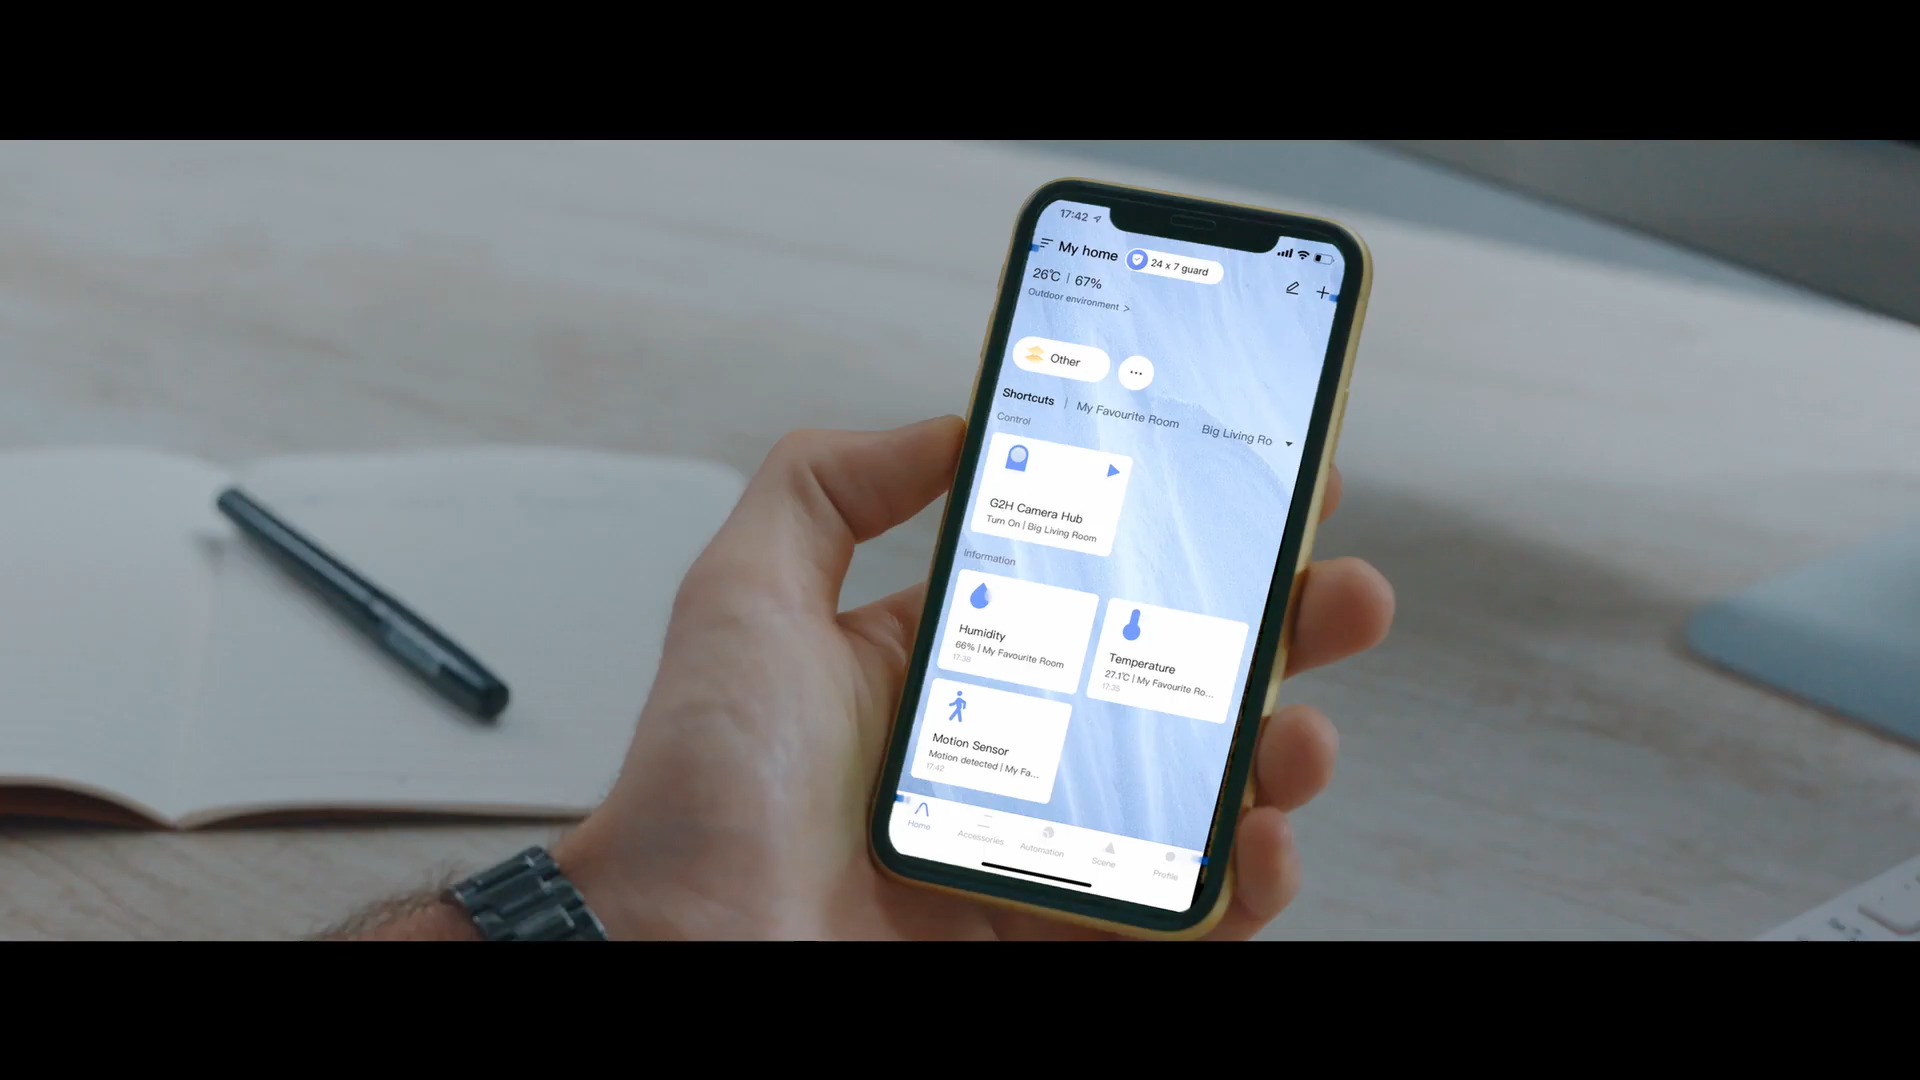 17:42
My home
24 x 7 guard
26℃ | 67%
Outdoor environment >
Other
Shortcuts | My Favourite Room Big Living Ro
Control
G2H Camera Hub
Turn On | Big Living Room
Information
Humidity
66% | My Favourite Room
17:38
Temperature
27.1℃ | My Favourite Ro...
17:35
Motion Sensor
Motion detected | My Fa...
17:42
Home
Accessories
Automation
Scene
Profile